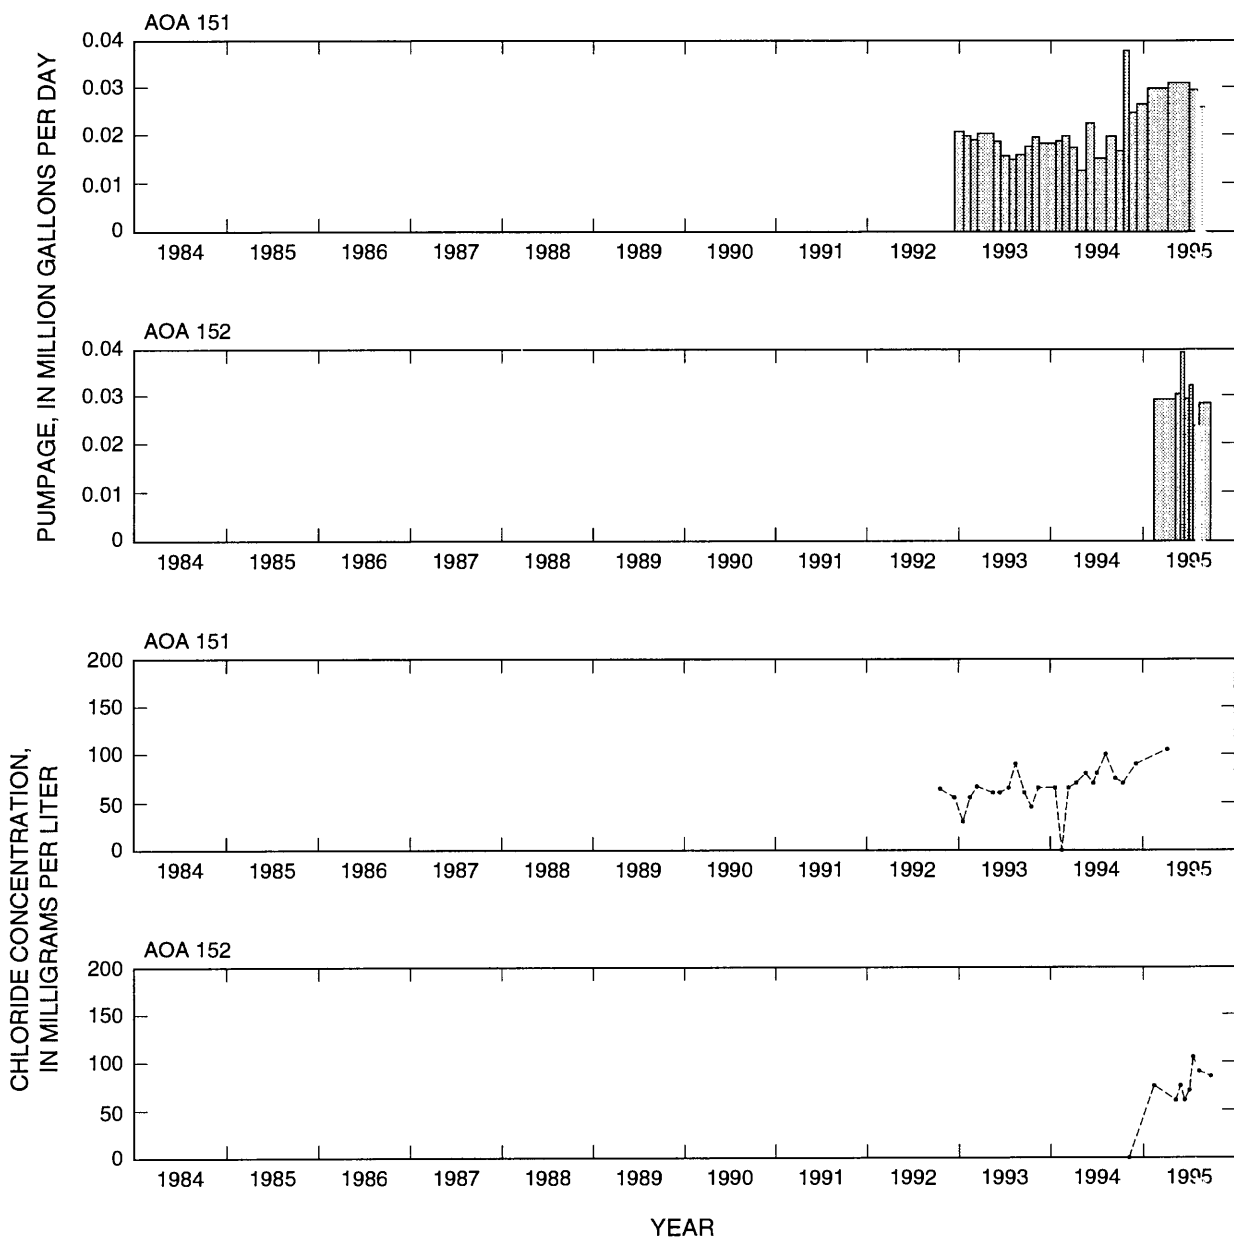 PUMPAGE, IN MILLION GALLONS PER DAY
AOA 151
0.04
0.03
0.02
0.01
0
1984 1985 1986 1987 1988 1989 1990 1991 1992 1993 1994 1995
AOA 152
0.04
0.03
0.02
0.01
0
1984 1985 1986 1987 1988 1989 1990 1991 1992 1993 1994 1995
CHLORIDE CONCENTRATION,
IN MILLIGRAMS PER LITER
AOA 151
200
150
100
50
0
1984 1985 1986 1987 1988 1989 1990 1991 1992 1993 1994 1995
AOA 152
200
150
100
50
0
1984 1985 1986 1987 1988 1989 1990 1991 1992 1993 1994 1995
YEAR